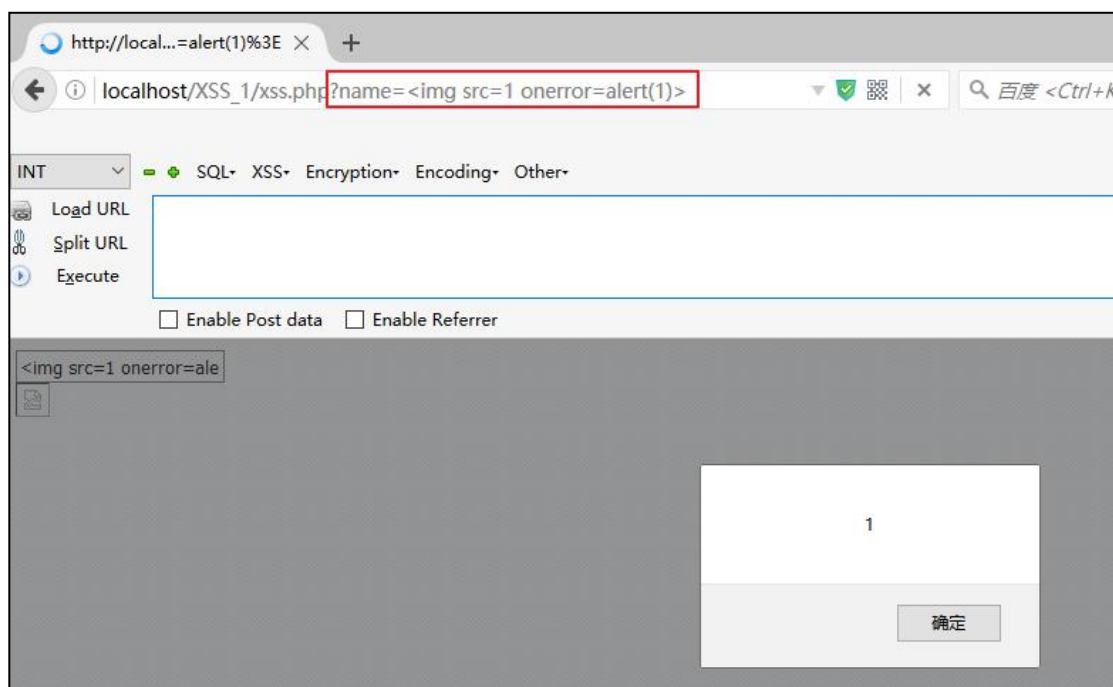 http://local...=alert(1)%3E
localhost/XSS_1/xss.php?name=<img src=1 onerror=alert(1)>
百度 <Ctrl+K
INT
SQL
XSS
Encryption
Encoding
Other
Load URL
Split URL
Execute
Enable Post data
Enable Referrer
<img src=1 onerror=ale
1
确定